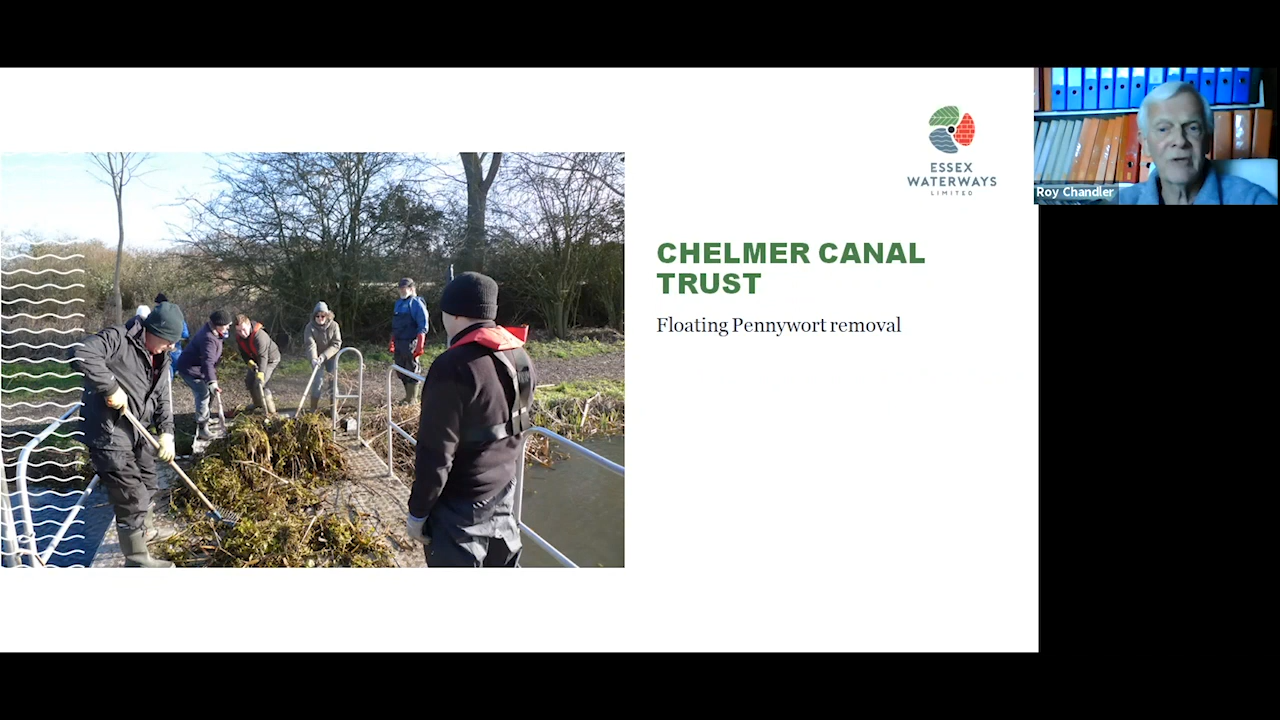 ESSEX
WATERWAYS
LIMITED
Roy Chandler
CHELMER CANAL
TRUST
Floating Pennywort removal